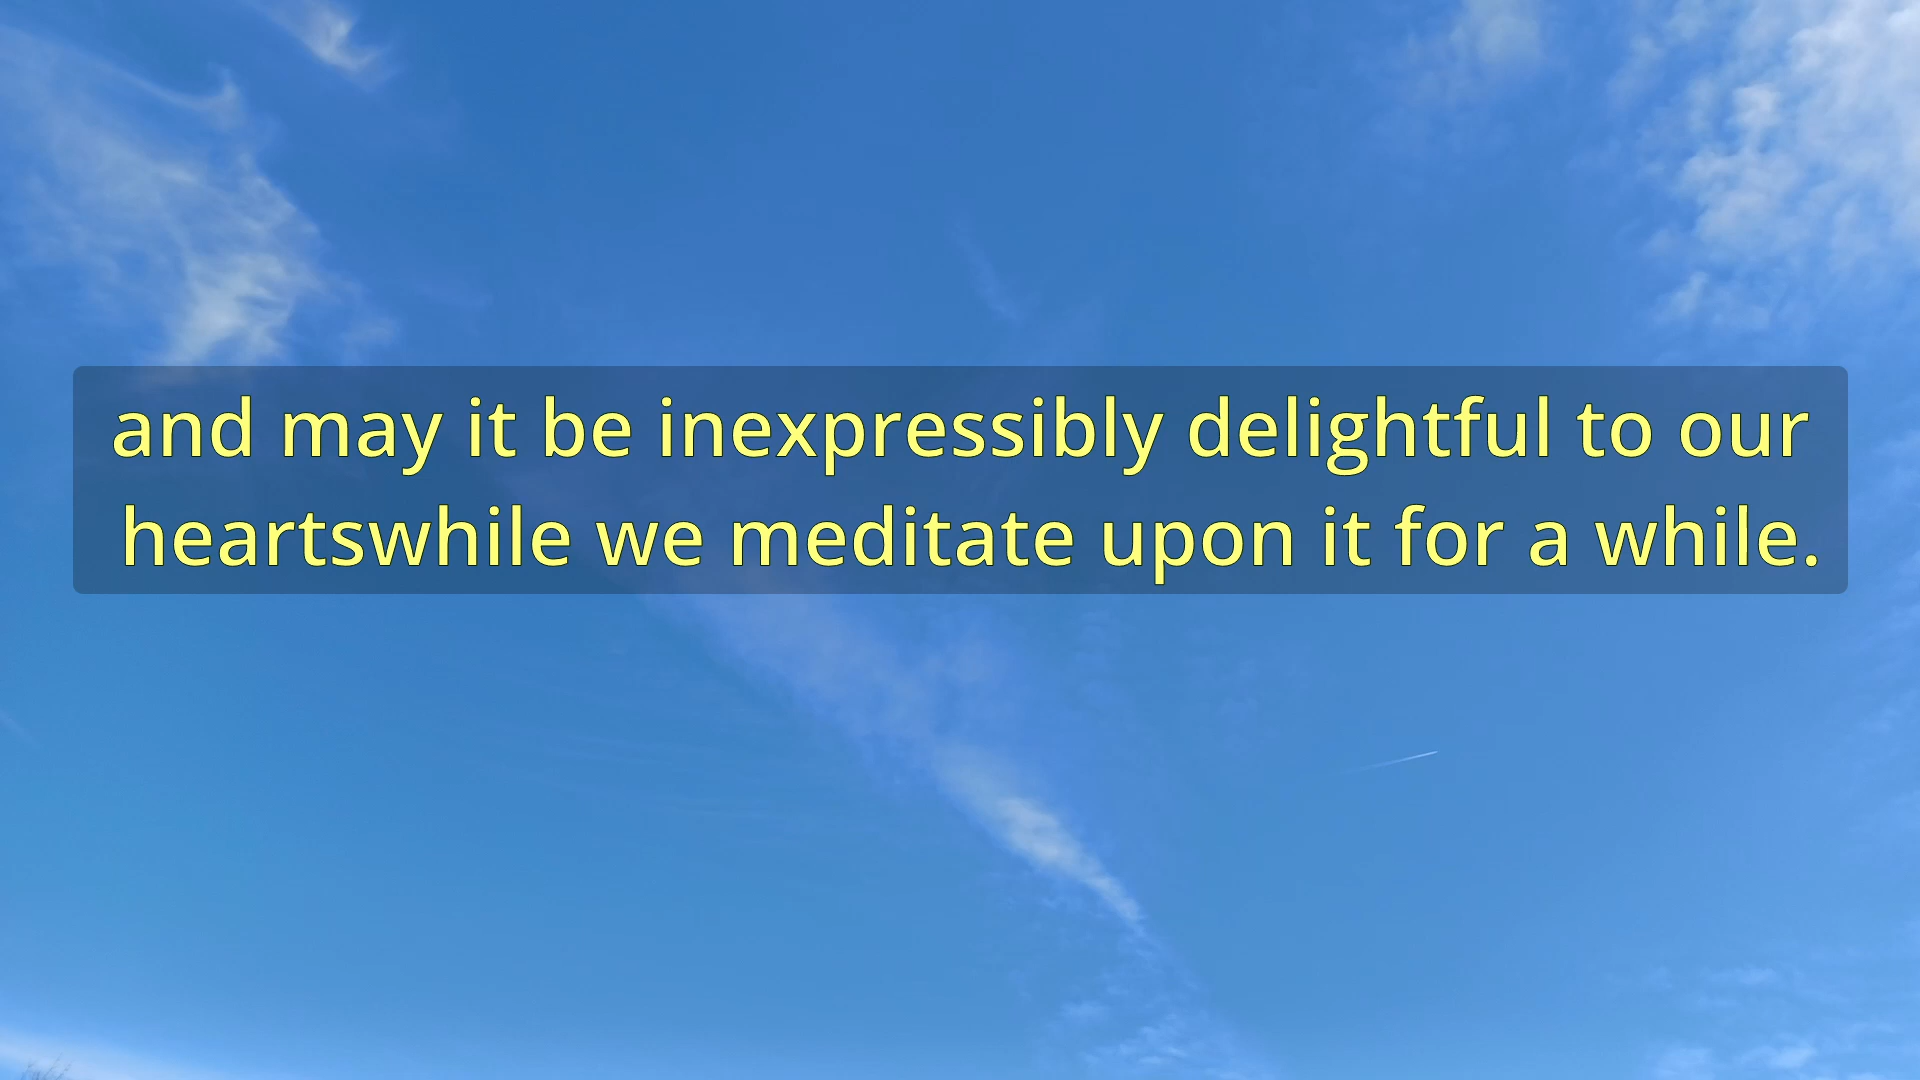 and may it be inexpressibly delightful to our
heartswhile we meditate upon it for a while.